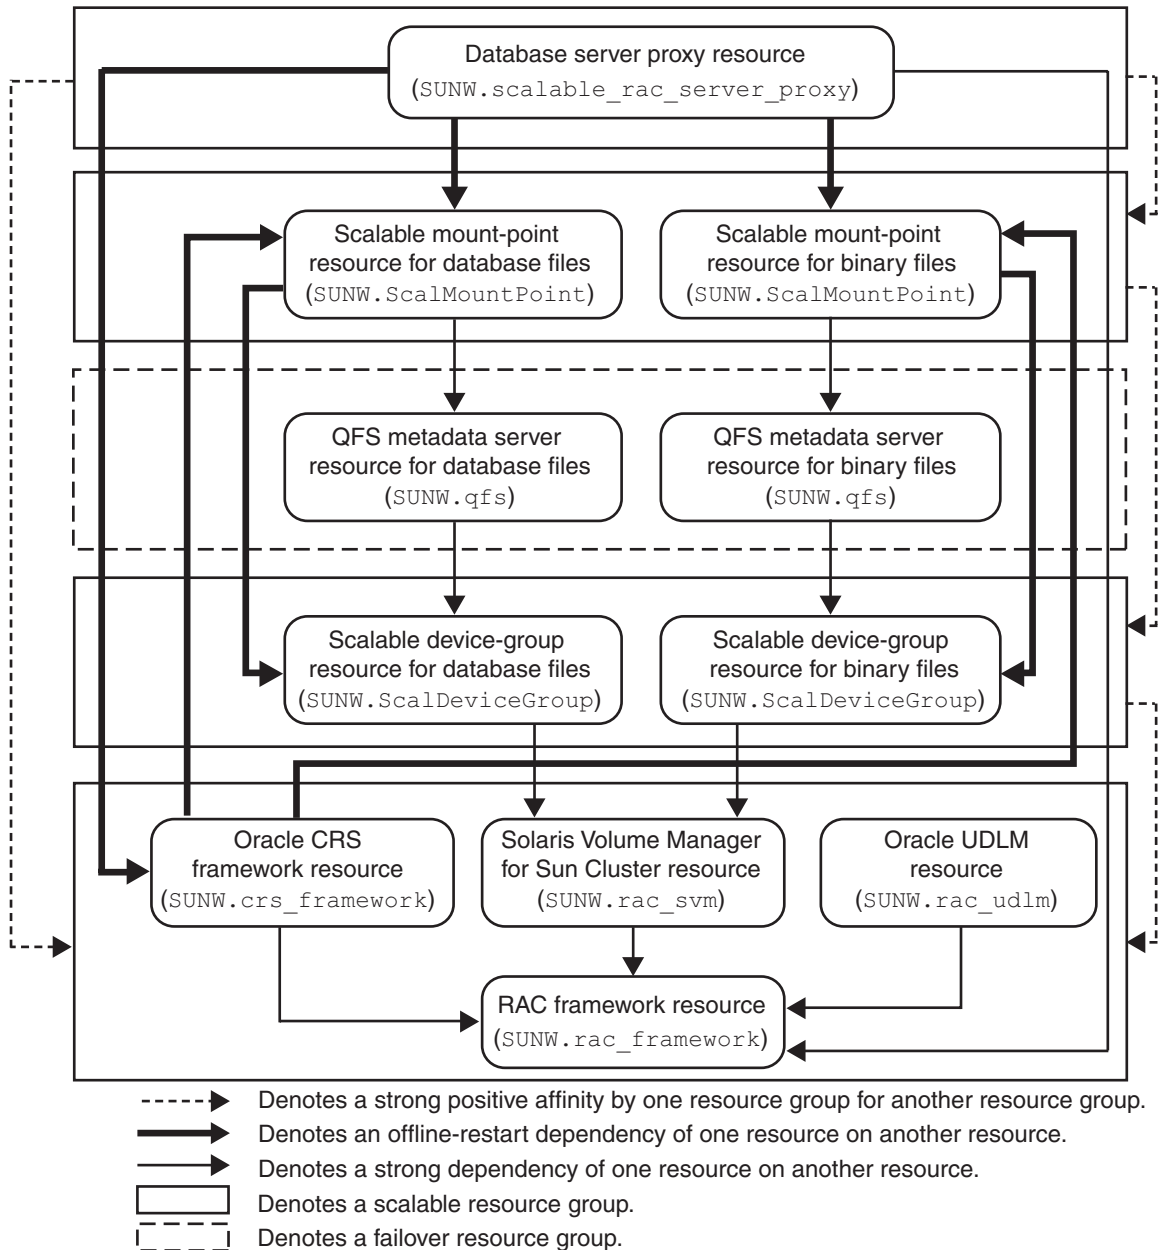 Database server proxy resource
(SUNW.scalable_rac_server_proxy)
Scalable mount-point
resource for database files
(SUNW.ScalMountPoint)
Scalable mount-point
resource for binary files
(SUNW.ScalMountPoint)
QFS metadata server
resource for database files
(SUNW.qfs)
QFS metadata server
resource for binary files
(SUNW.qfs)
Scalable device-group
resource for database files
(SUNW.ScalDeviceGroup)
Scalable device-group
resource for binary files
(SUNW.ScalDeviceGroup)
Oracle CRS
framework resource
(SUNW.crs_framework)
Solaris Volume Manager
for Sun Cluster resource
(SUNW.rac_svm)
Oracle UDLM
resource
(SUNW.rac_udlm)
RAC framework resource
(SUNW.rac_framework)
Denotes a strong positive affinity by one resource group for another resource group.
Denotes an offline-restart dependency of one resource on another resource.
Denotes a strong dependency of one resource on another resource.
Denotes a scalable resource group.
Denotes a failover resource group.